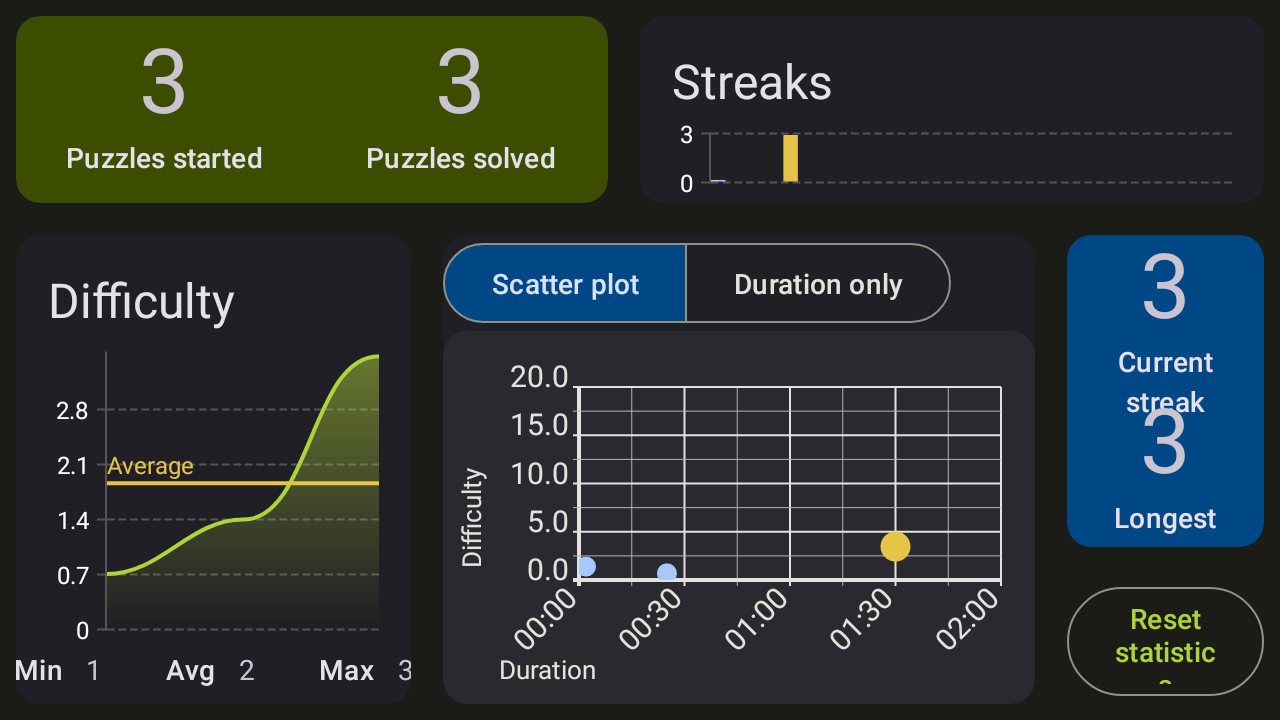 3
Puzzles started
3
Puzzles solved
Streaks
3
0
Difficulty
2.8
2.1
1.4
0.7
0
Average
Min 1
Avg 2
Max 3
Scatter plot
Duration only
20.0
15.0
10.0
5.0
0.0
Difficulty
00:00
00:30
01:00
01:30
02:00
Duration
3
Current
streak
3
Longest
Reset
statistic